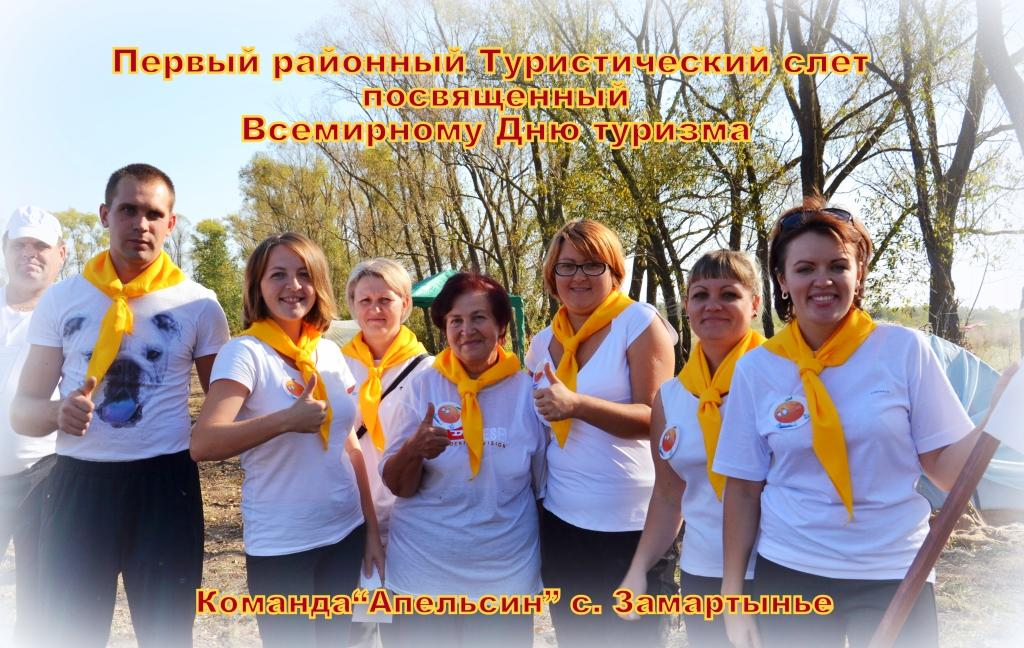 Первый районный Туристический слет
посвященный
Всемирному Дню туризма
Команда“Апельсин” с. Замартынье